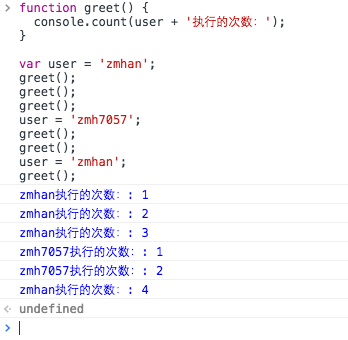 > function greet() {
console.count(user + '执行的次数：');
}
var user = 'zmhan';
greet();
greet();
greet();
user = 'zmh7057';
greet();
greet();
user = 'zmhan';
greet();
zmhan执行的次数：: 1
zmhan执行的次数：: 2
zmhan执行的次数：: 3
zmh7057执行的次数：: 1
zmh7057执行的次数：: 2
zmhan执行的次数：: 4
undefined
>